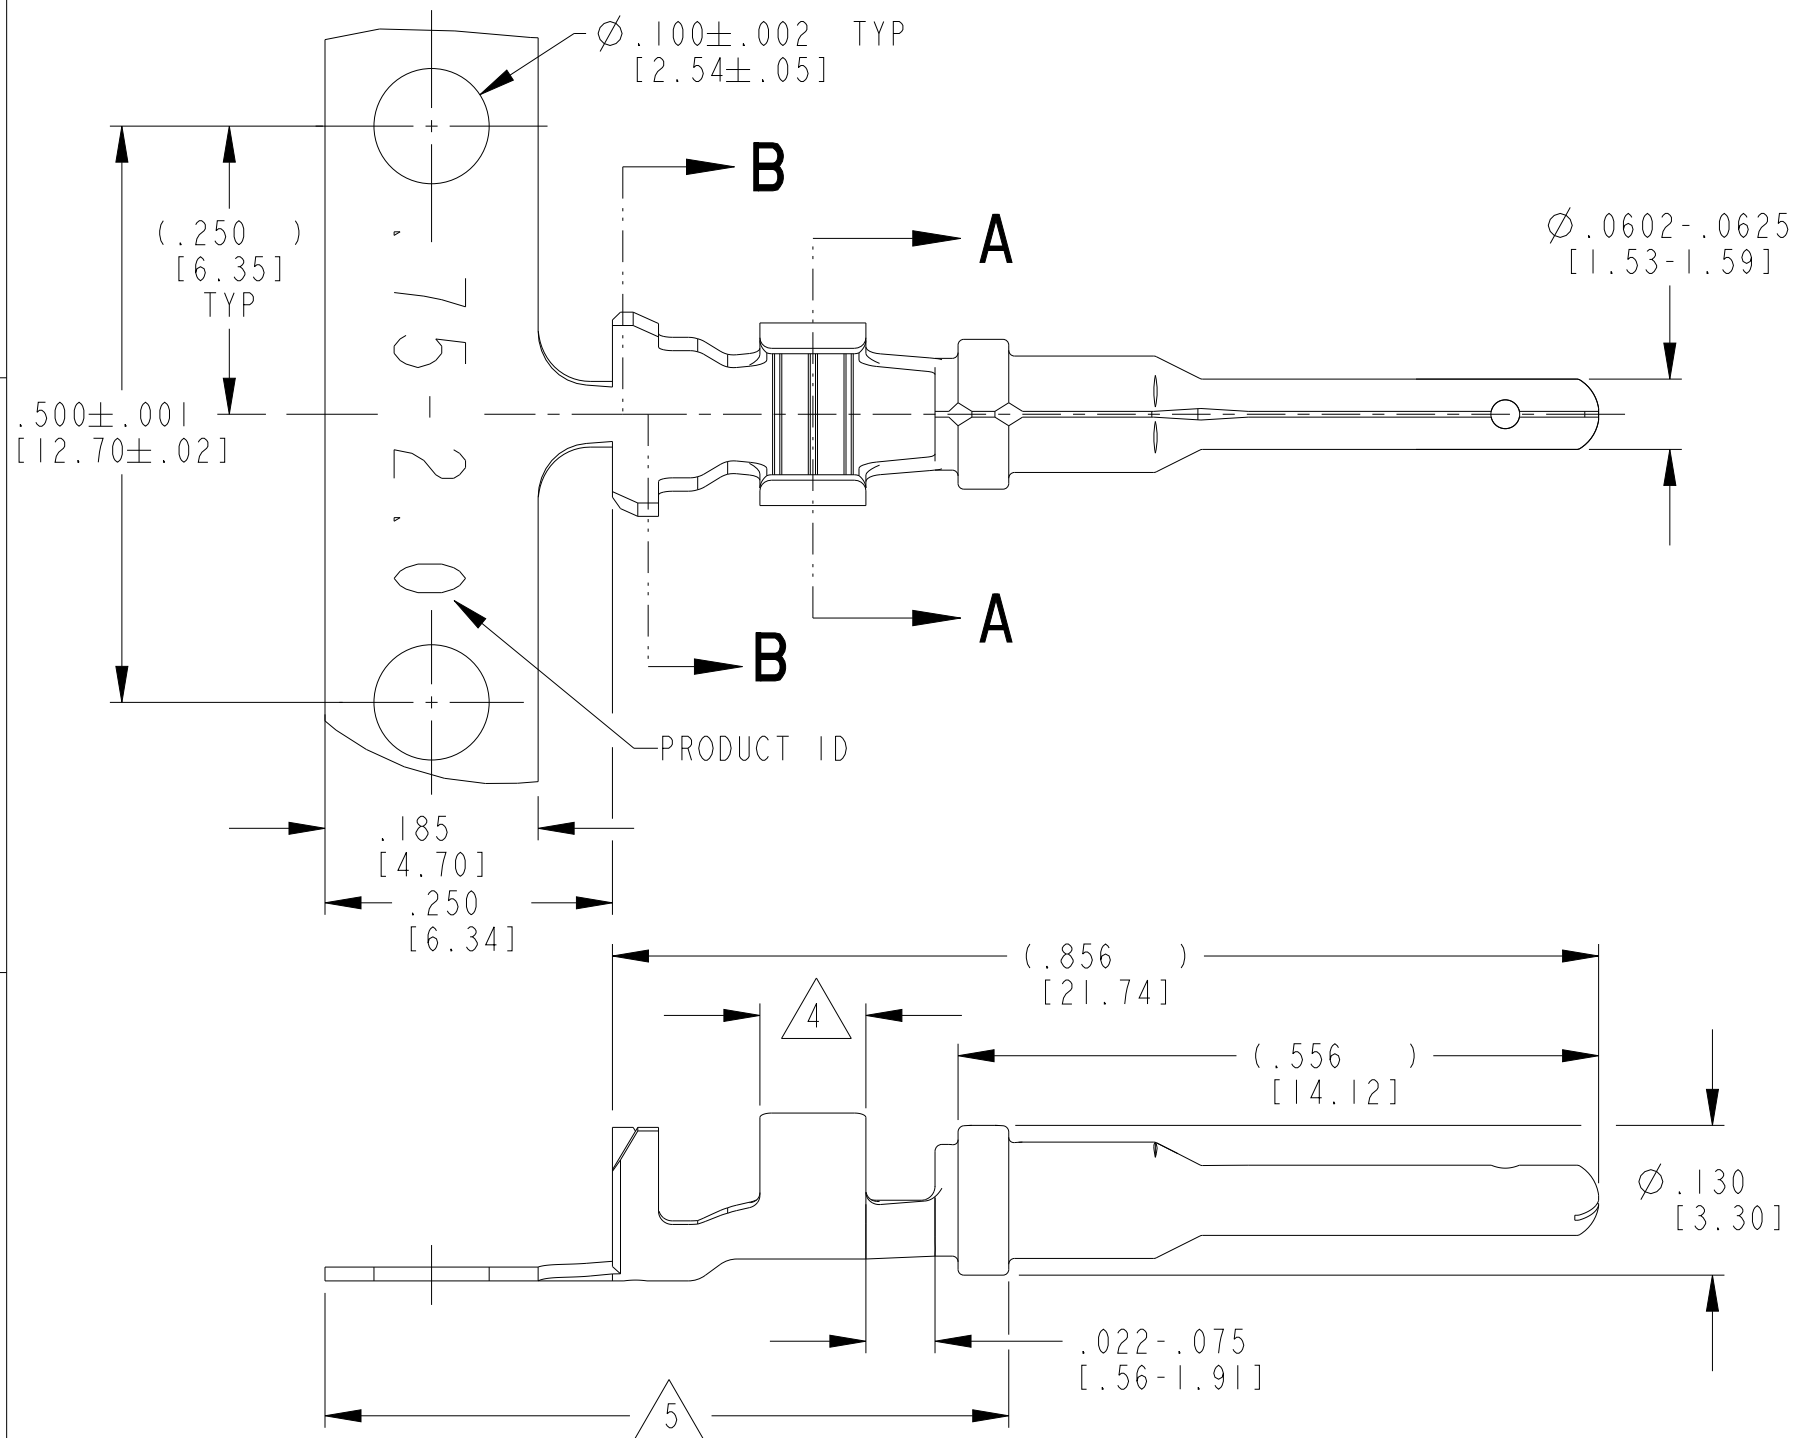 Ø.100±.002 TYP
[2.54±.05]
B
A
Ø.0602-.0625
[1.53-1.59]
(.250 )
[6.35]
TYP
.75-2.0
.500±.001
[12.70±.02]
A
B
PRODUCT ID
.185
[4.70]
.250
[6.34]
(.856 )
[21.74]
4
(.556 )
[14.12]
Ø.130
[3.30]
.022-.075
[.56-1.91]
5